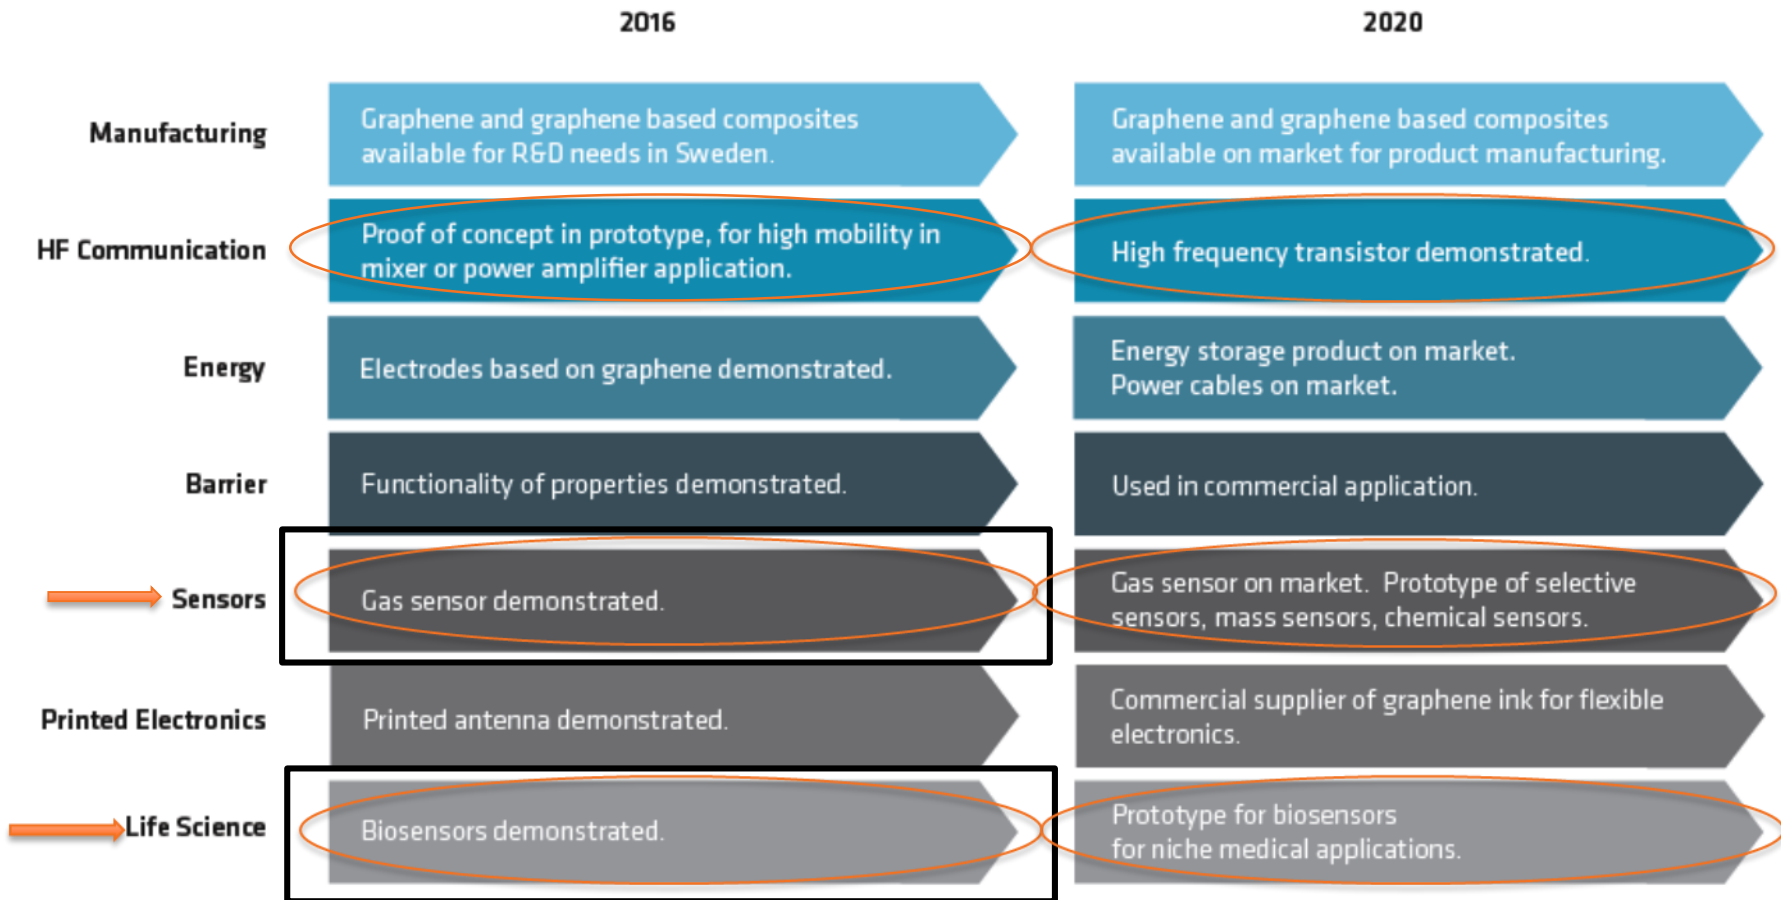 2016 2020
Manufacturing
Graphene and graphene based composites
available for R&D needs in Sweden.
Graphene and graphene based composites
available on market for product manufacturing.
HF Communication
Proof of concept in prototype, for high mobility in
mixer or power amplifier application.
High frequency transistor demonstrated.
Energy
Electrodes based on graphene demonstrated.
Energy storage product on market.
Power cables on market.
Barrier
Functionality of properties demonstrated.
Used in commercial application.
Sensors
Gas sensor demonstrated.
Gas sensor on market. Prototype of selective
sensors, mass sensors, chemical sensors.
Printed Electronics
Printed antenna demonstrated.
Commercial supplier of graphene ink for flexible
electronics.
Life Science
Biosensors demonstrated.
Prototype for biosensors
for niche medical applications.